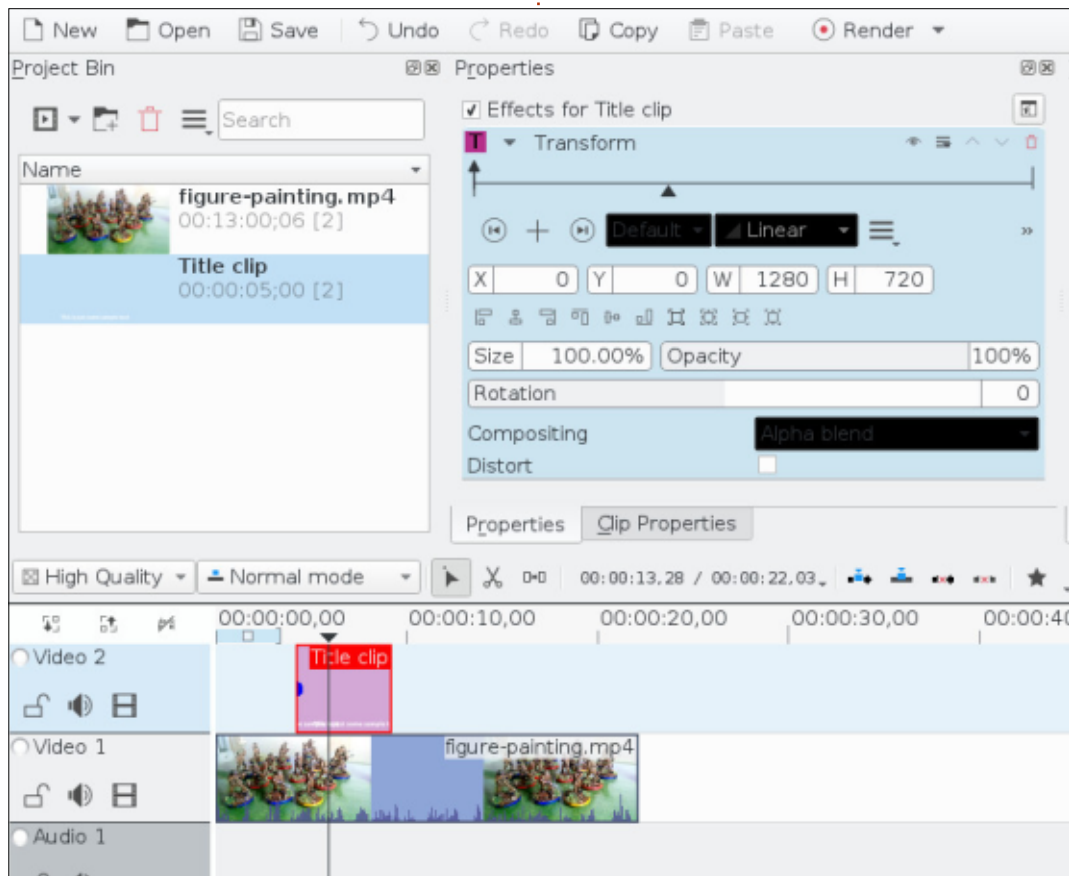 New Open Save Undo Redo Copy Paste Render
Project Bin
Search
Name
figure-painting.mp4
00:13:00;06 [2]
Title clip
00:00:05;00 [2]
Properties
Effects for Title clip
T Transform
Default Linear
X 0 Y 0 W 1280 H 720
Size 100.00% Opacity 100%
Rotation 0
Compositing Alpha blend
Distort
Properties Clip Properties
High Quality Normal mode 00:00:13,28 / 00:00:22,03
00:00:00,00 00:00:10,00 00:00:20,00 00:00:30,00 00:00:40
Video 2
Title clip
Video 1
figure-painting.mp4
Audio 1